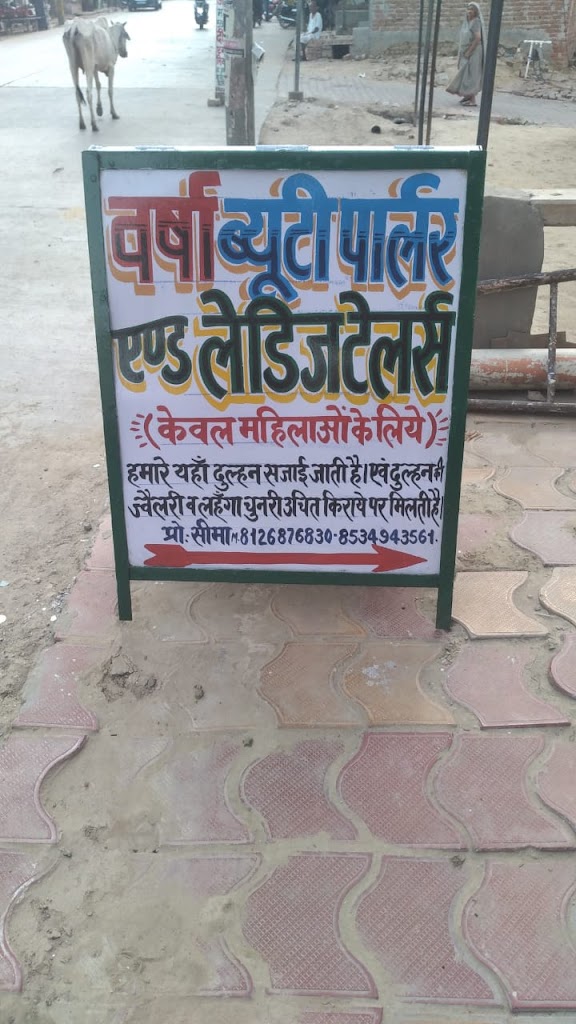 वर्षा ब्यूटी पार्लर
एण्ड लेडिज टेलर्स
(केवल महिलाओं के लिये)
हमारे यहाँ दुल्हन सजाई जाती है। एवं दुल्हन की
ज्वैलरी व लहँगा चुनरी उचित किराये पर मिलती है।
प्रो. सीमा M. 8126876830-8534943561.